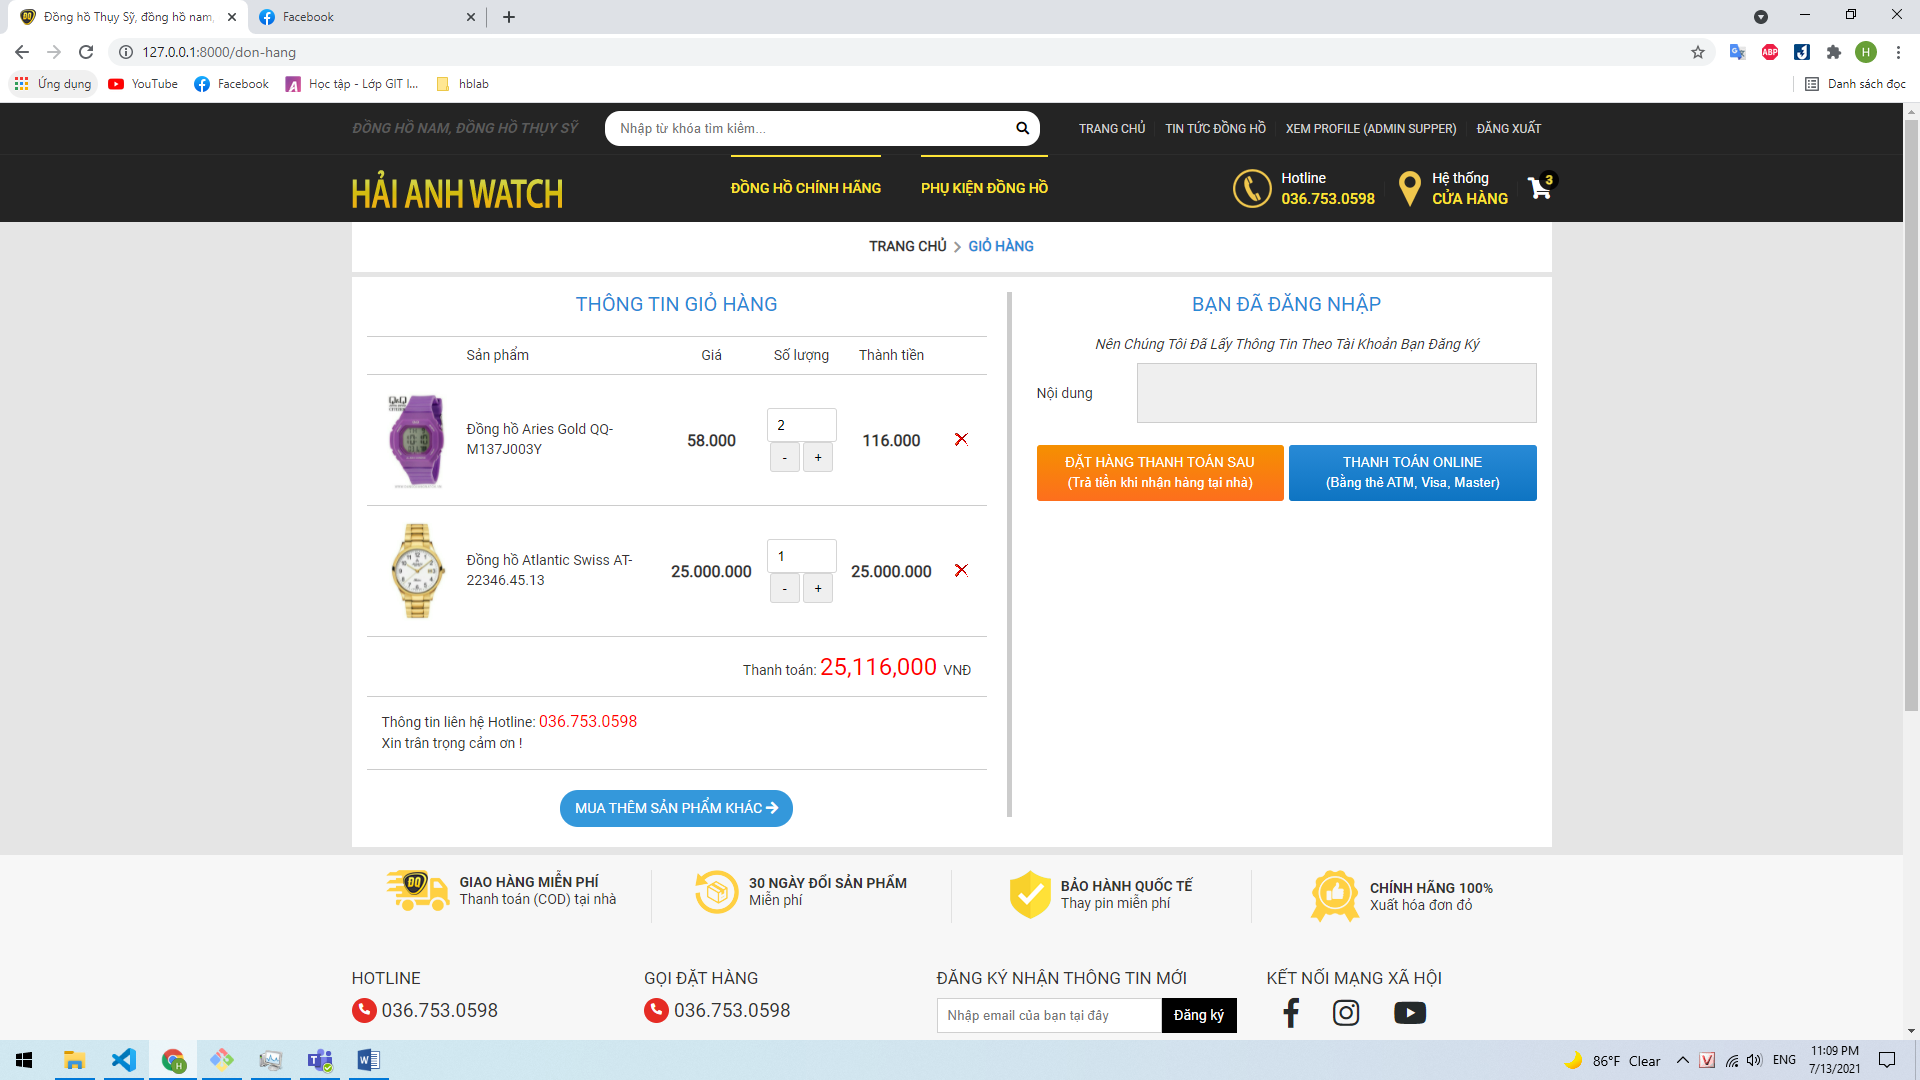 Đồng hồ Thụy Sỹ, đồng hồ nam,
Facebook
127.0.0.1:8000/don-hang
Ứng dụng
YouTube
Facebook
Học tập - Lớp GIT l...
hblab
Danh sách đọc
ĐỒNG HỒ NAM, ĐỒNG HỒ THỤY SỸ
Nhập từ khóa tìm kiếm...
TRANG CHỦ
TIN TỨC ĐỒNG HỒ
XEM PROFILE (ADMIN SUPPER)
ĐĂNG XUẤT
HẢI ANH WATCH
ĐỒNG HỒ CHÍNH HÃNG
PHỤ KIỆN ĐỒNG HỒ
Hotline
036.753.0598
Hệ thống
CỬA HÀNG
3
TRANG CHỦ > GIỎ HÀNG
THÔNG TIN GIỎ HÀNG
Sản phẩm Giá Số lượng Thành tiền
Đồng hồ Aries Gold QQ-
M137J003Y
58.000
2
- +
116.000
Đồng hồ Atlantic Swiss AT-
22346.45.13
25.000.000
1
- +
25.000.000
Thanh toán: 25,116,000 VNĐ
Thông tin liên hệ Hotline: 036.753.0598
Xin trân trọng cảm ơn !
MUA THÊM SẢN PHẨM KHÁC
BẠN ĐÃ ĐĂNG NHẬP
Nên Chúng Tôi Đã Lấy Thông Tin Theo Tài Khoản Bạn Đăng Ký
Nội dung
ĐẶT HÀNG THANH TOÁN SAU
(Trả tiền khi nhận hàng tại nhà)
THANH TOÁN ONLINE
(Bằng thẻ ATM, Visa, Master)
GIAO HÀNG MIỄN PHÍ
Thanh toán (COD) tại nhà
30 NGÀY ĐỔI SẢN PHẨM
Miễn phí
BẢO HÀNH QUỐC TẾ
Thay pin miễn phí
CHÍNH HÃNG 100%
Xuất hóa đơn đỏ
HOTLINE
036.753.0598
GỌI ĐẶT HÀNG
036.753.0598
ĐĂNG KÝ NHẬN THÔNG TIN MỚI
Nhập email của bạn tại đây
Đăng ký
KẾT NỐI MẠNG XÃ HỘI
86°F Clear
ENG
11:09 PM
7/13/2021